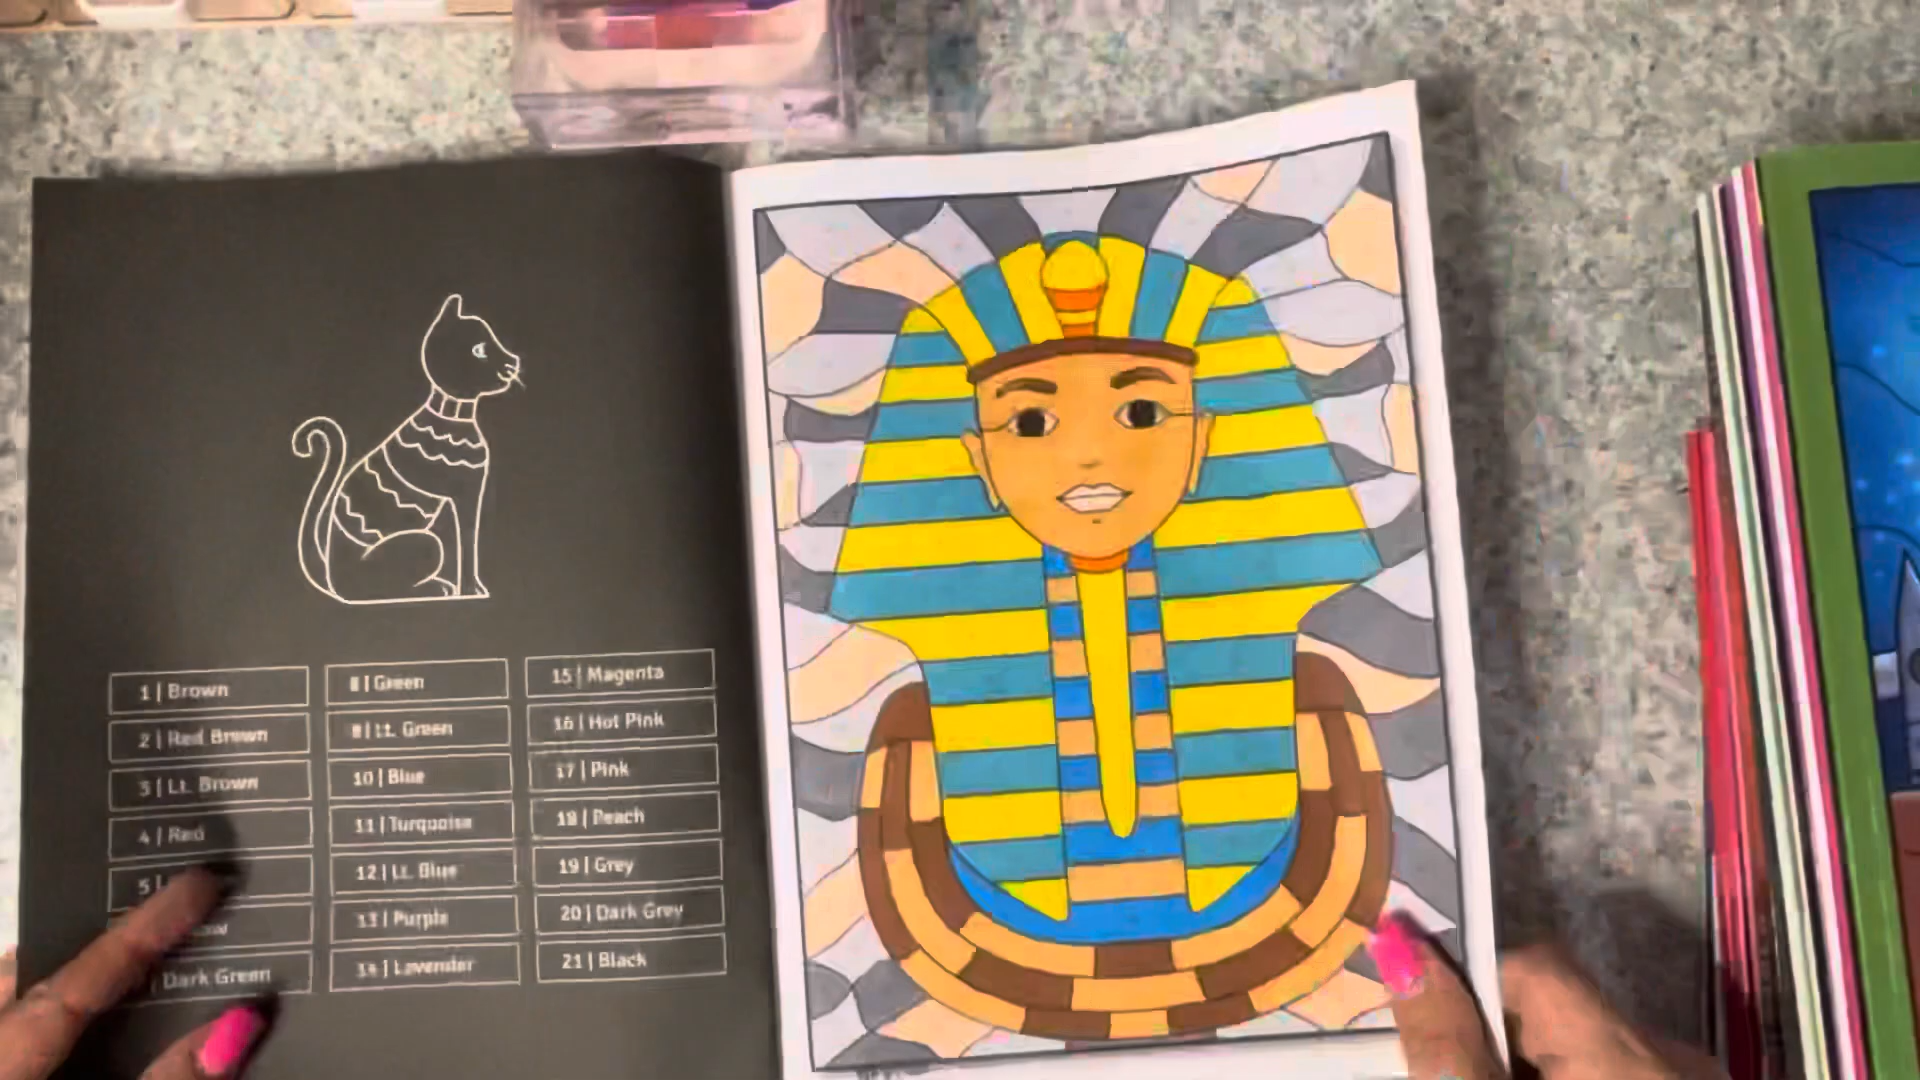 1 | Brown
2 | Red Brown
3 | Lt. Brown
4 | Red
5 |
Dark Green
8 | Green
9 | Lt. Green
10 | Blue
11 | Turquoise
12 | Lt. Blue
13 | Purple
14 | Lavender
15 | Magenta
16 | Hot Pink
17 | Pink
18 | Peach
19 | Grey
20 | Dark Grey
21 | Black